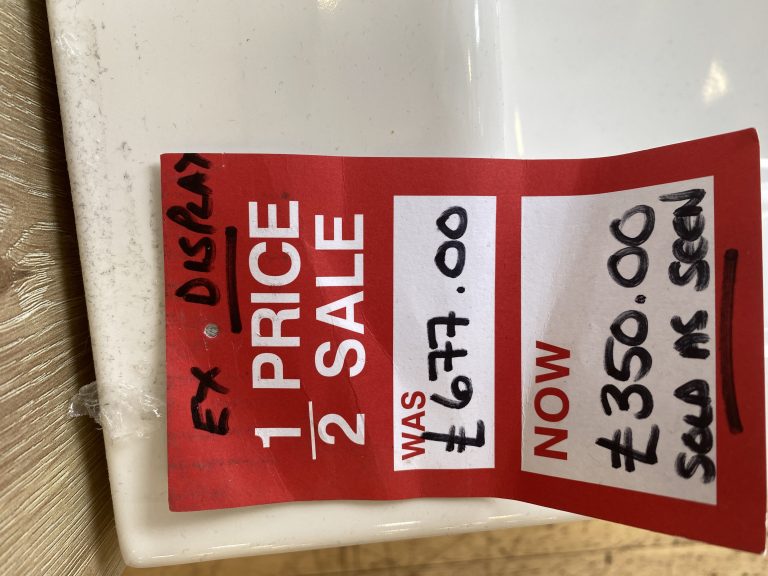 EX DISPLAY
1/2 PRICE
SALE
WAS
£677.00
NOW
£350.00
SOLD AS SEEN